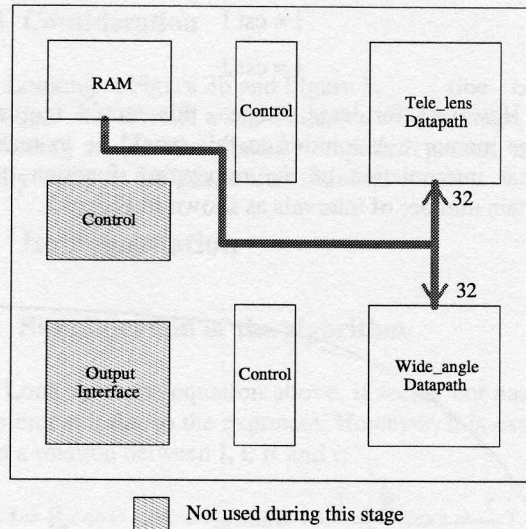 RAM
Control
Tele_lens
Datapath
32
Control
32
Output
Interface
Control
Wide_angle
Datapath
Not used during this stage